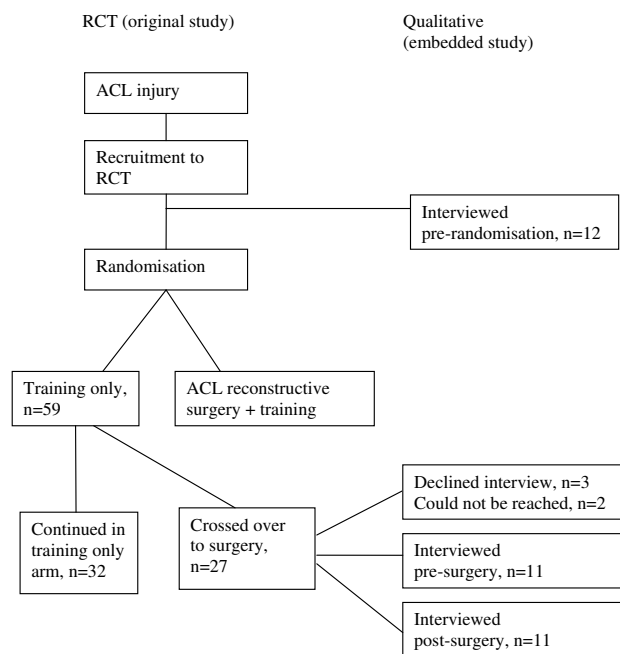 RCT (original study)
Qualitative
(embedded study)
ACL injury
Recruitment to
RCT
Interviewed
pre-randomisation, n=12
Randomisation
Training only,
n=59
ACL reconstructive
surgery + training
Declined interview, n=3
Could not be reached, n=2
Continued in
training only
arm, n=32
Crossed over
to surgery,
n=27
Interviewed
pre-surgery, n=11
Interviewed
post-surgery, n=11